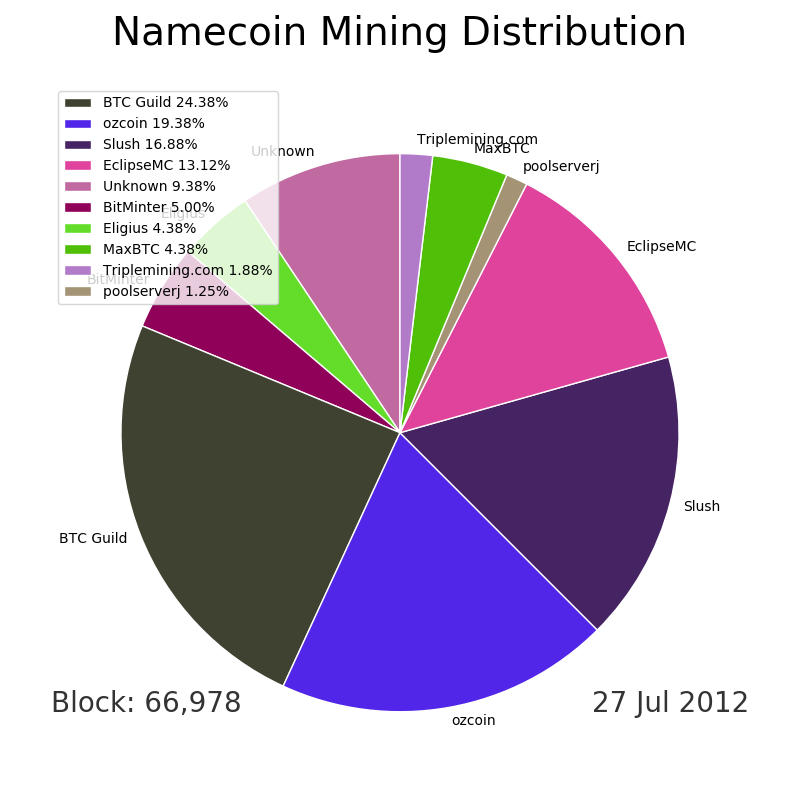 Namecoin Mining Distribution
BTC Guild 24.38%
ozcoin 19.38%
Slush 16.88%
EclipseMC 13.12%
Unknown 9.38%
BitMinter 5.00%
Eligius 4.38%
MaxBTC 4.38%
Triplemining.com 1.88%
poolserverj 1.25%
Triplemining.com
MaxBTC
poolserverj
Unknown
Eligius
EclipseMC
BitMinter
Slush
BTC Guild
ozcoin
Block: 66,978
27 Jul 2012